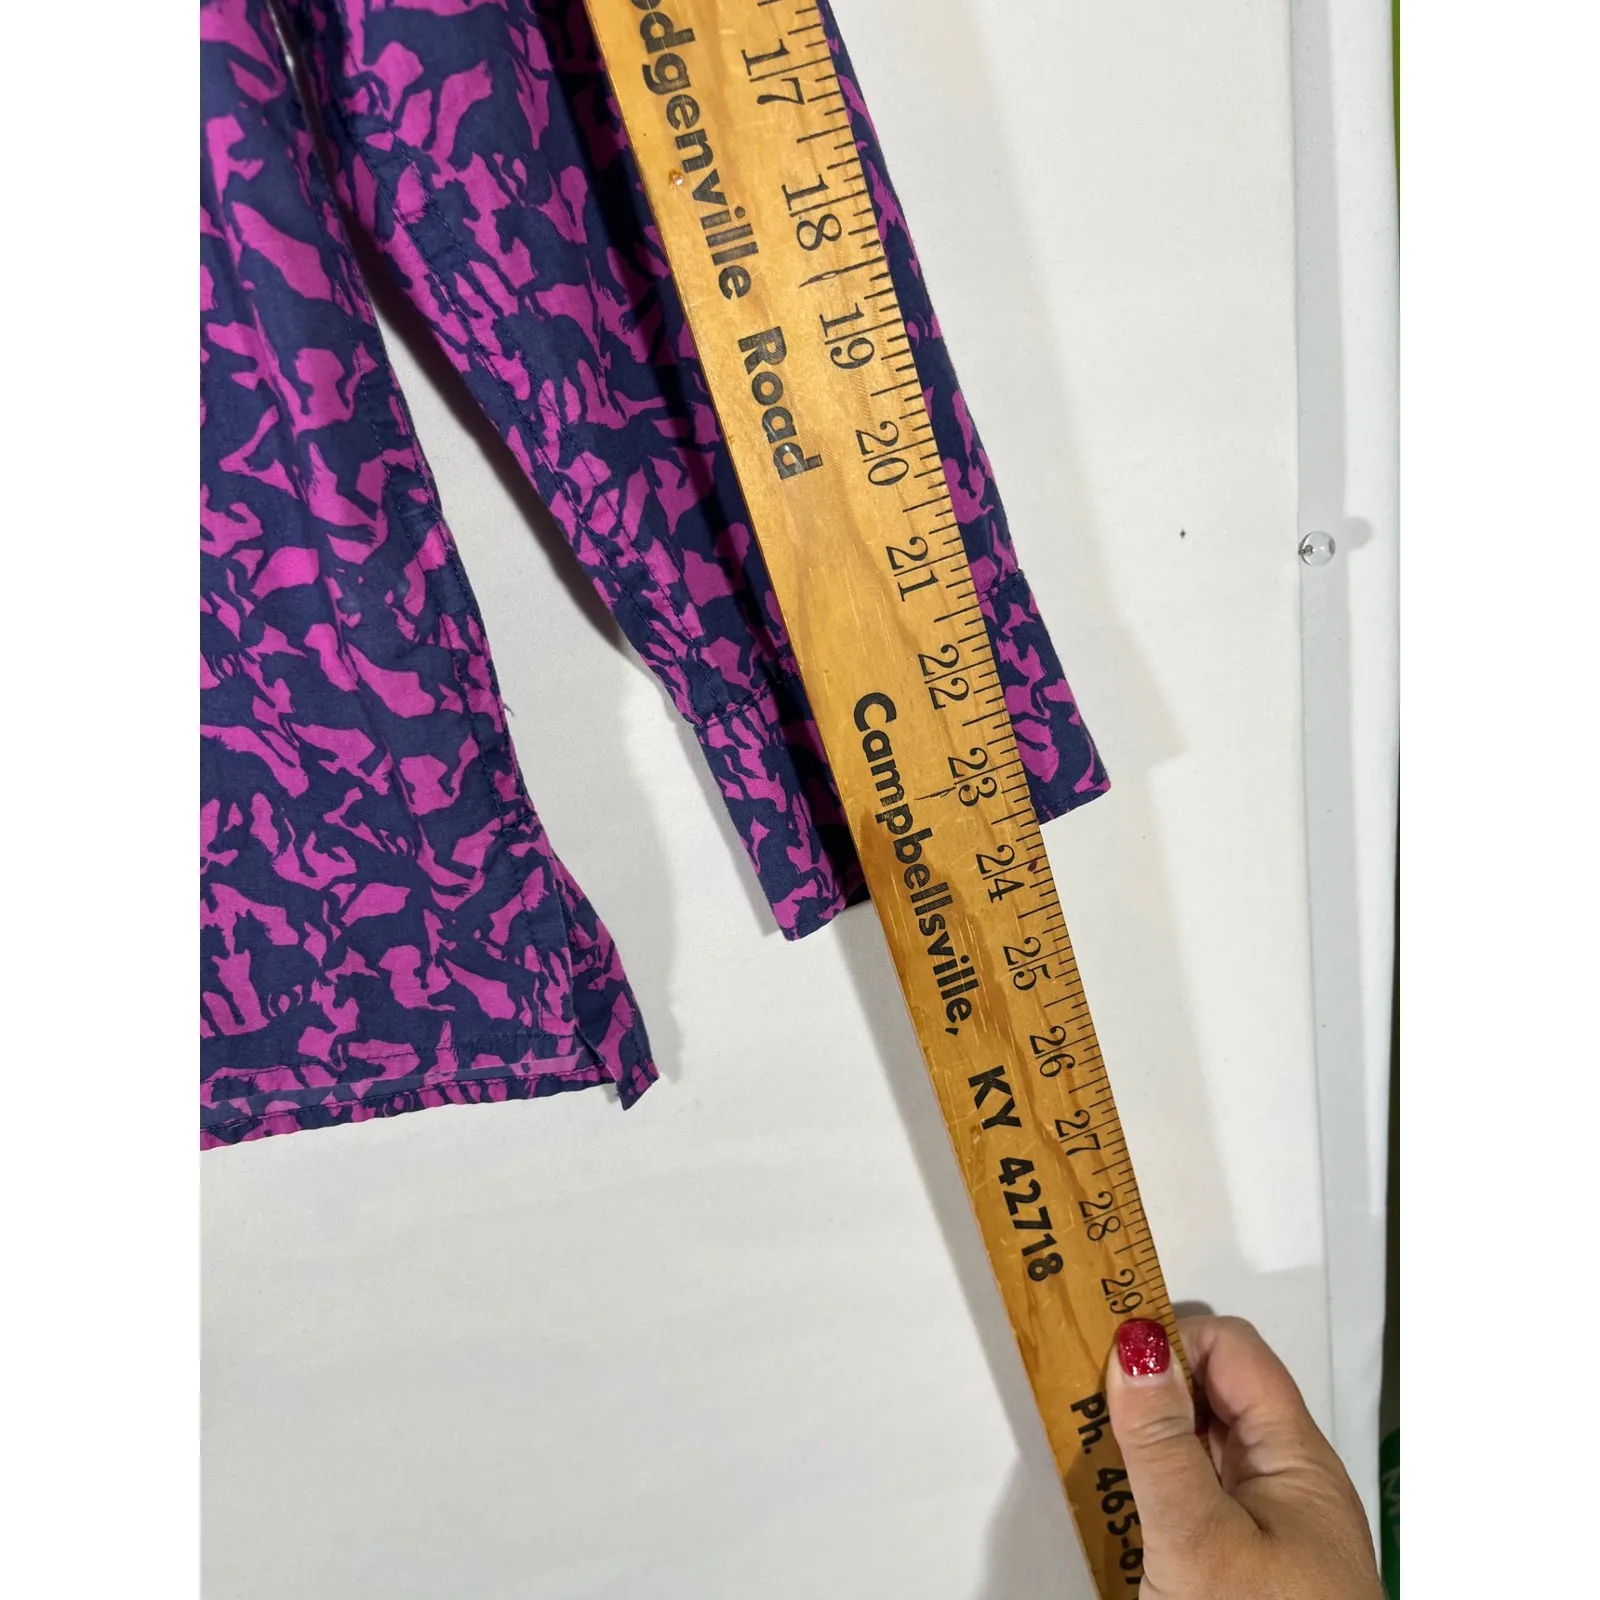 odgenville Road Campbellsville, KY 42718 Ph. 465-6
17 18 19 20 21 22 23 24 25 26 27 28 29